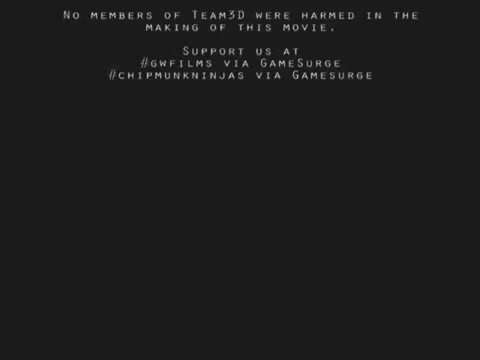 No members of Team3D were harmed in the
making of this movie.
Support us at
#gwfilms via GameSurge
#chipmunkninjas via Gamesurge